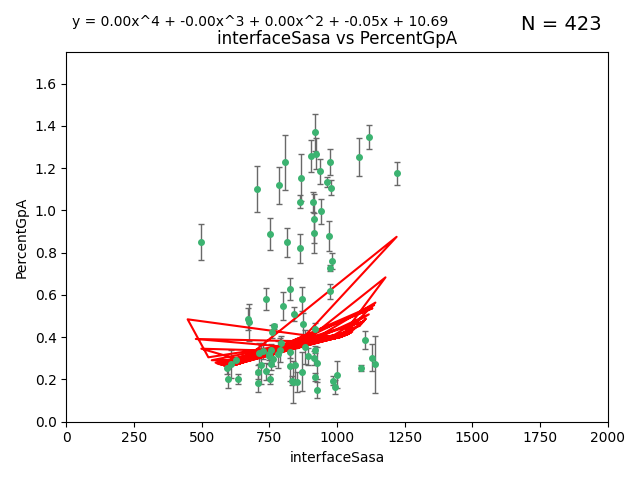 y = 0.00x^4 + -0.00x^3 + 0.00x^2 + -0.05x + 10.69
N = 423
interfaceSasa vs PercentGpA
PercentGpA
1.6
1.4
1.2
1.0
0.8
0.6
0.4
0.2
0.0
0 250 500 750 1000 1250 1500 1750 2000
interfaceSasa